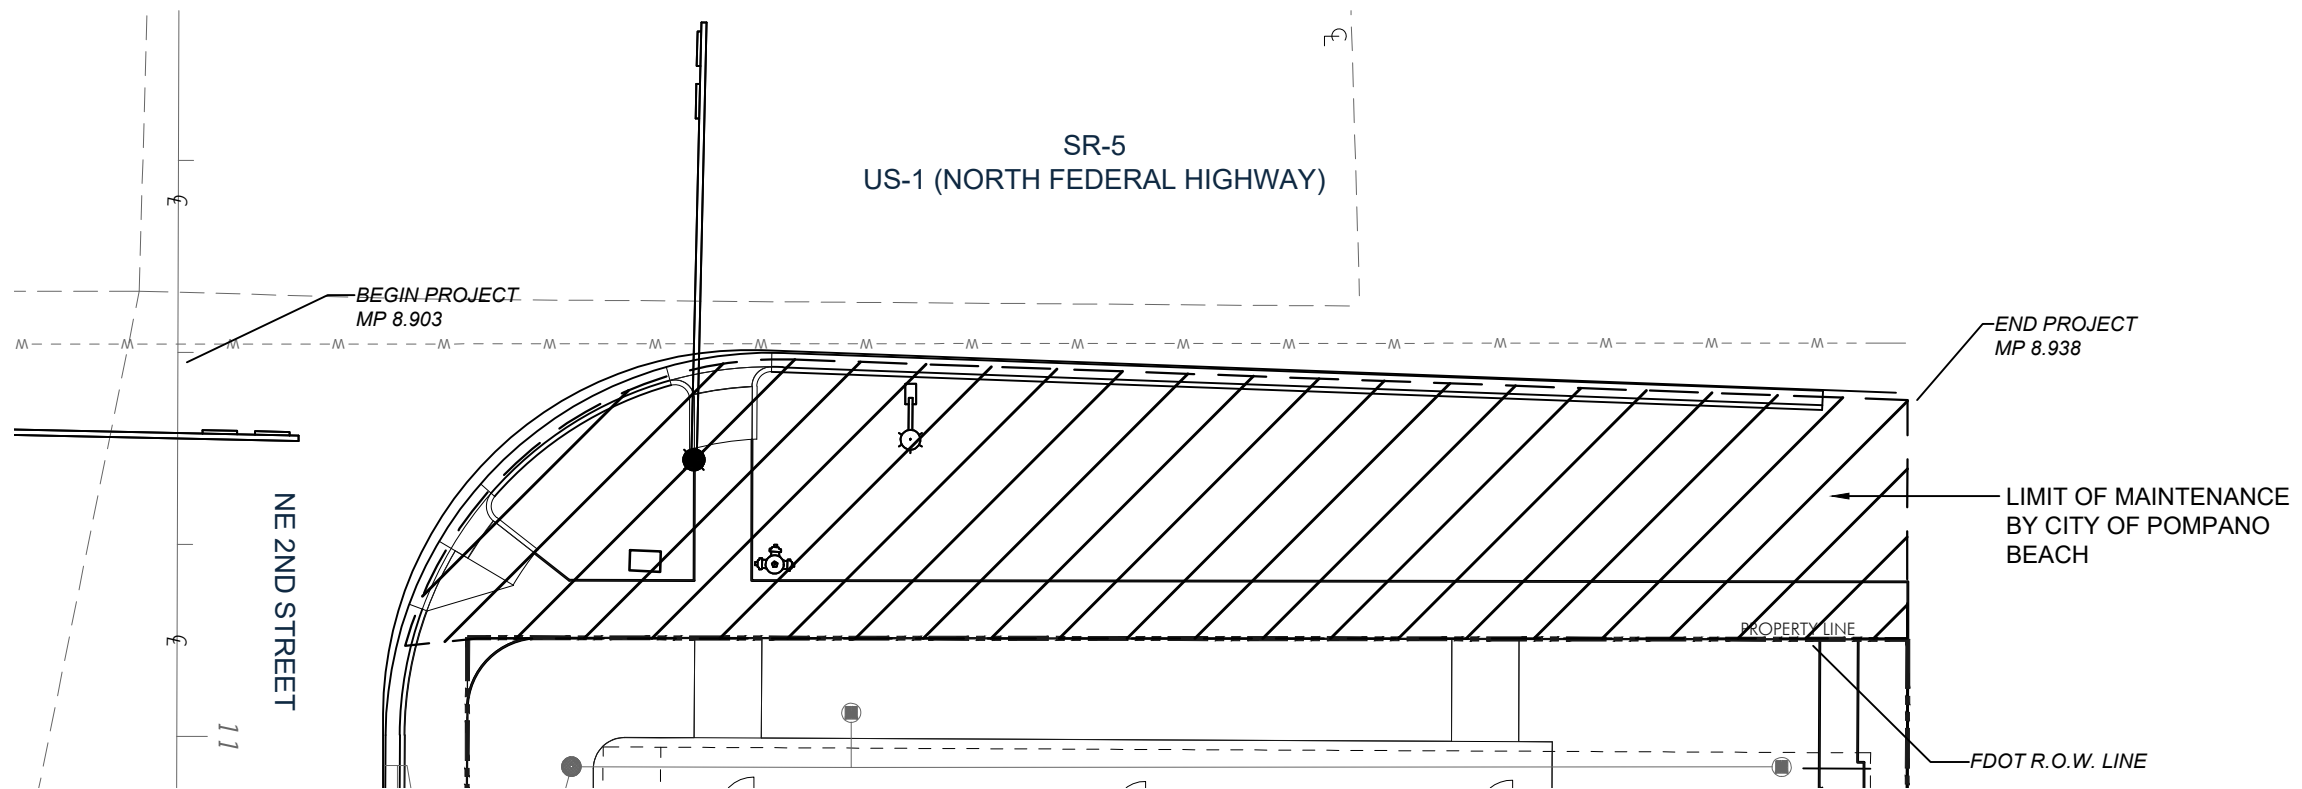 SR-5
US-1 (NORTH FEDERAL HIGHWAY)
BEGIN PROJECT
MP 8.903
END PROJECT
MP 8.938
LIMIT OF MAINTENANCE
BY CITY OF POMPANO
BEACH
NE 2ND STREET
PROPERTY LINE
11
FDOT R.O.W. LINE
℄
℄
℄
W W W W W W W W W W W W W W W W W W